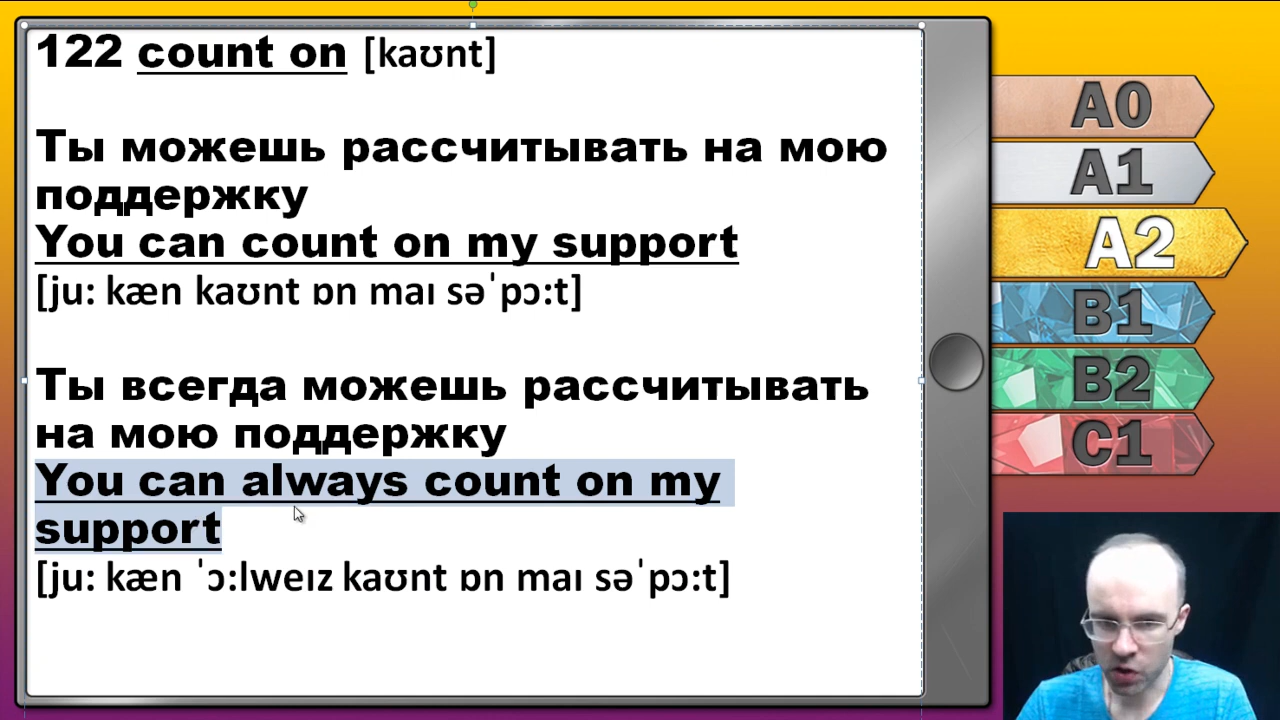 122 count on [kaʊnt]
Ты можешь рассчитывать на мою
поддержку
You can count on my support
[ju: kæn kaʊnt ɒn maɪ səˈpɔ:t]
Ты всегда можешь рассчитывать
на мою поддержку
You can always count on my
support
[ju: kæn ˈɔ:lweɪz kaʊnt ɒn maɪ səˈpɔ:t]
A0
A1
A2
B1
B2
C1